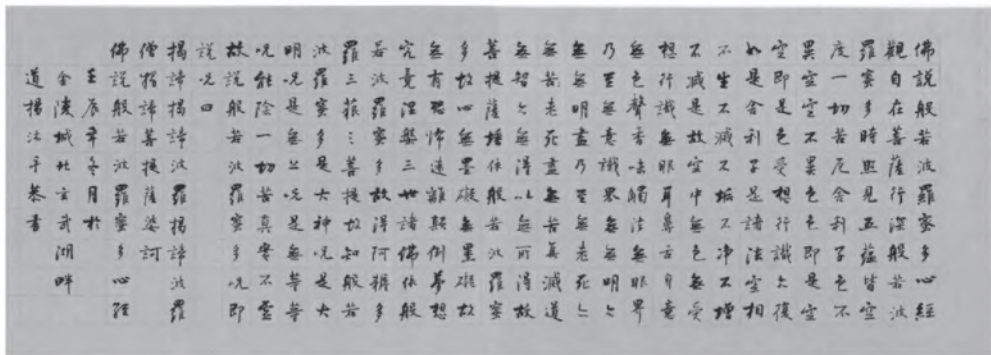 佛說般若波羅蜜多心經
觀自在菩薩行深般若波
羅蜜多時照見五蘊皆空
度一切苦厄舍利子色不
異空空不異色色即是空
空即是色受想行識亦復
如是舍利子是諸法空相
不生不滅不垢不淨不增
不減是故空中無色無受
想行識無眼耳鼻舌身意
無色聲香味觸法無眼界
乃至無意識界無無明亦
無無明盡乃至無老死亦
無苦老死盡無苦集滅道
無智亦無得以無所得故
菩提薩埵依般若波羅蜜
多故心無罣礙無罣礙故
無有恐怖遠離顛倒夢想
究竟涅槃三世諸佛依般
若波羅蜜多故得阿耨多
羅三藐三菩提故知般若
波羅蜜多是大神咒是大
明咒是無上咒是無等等
咒能除一切苦真實不虛
故說般若波羅蜜多咒即
說咒曰
揭諦揭諦波羅揭諦波羅
僧揭諦菩提薩婆訶
佛說般若波羅蜜多心經
壬辰年冬月於
金陵城北玄武湖畔
道揚法平恭書